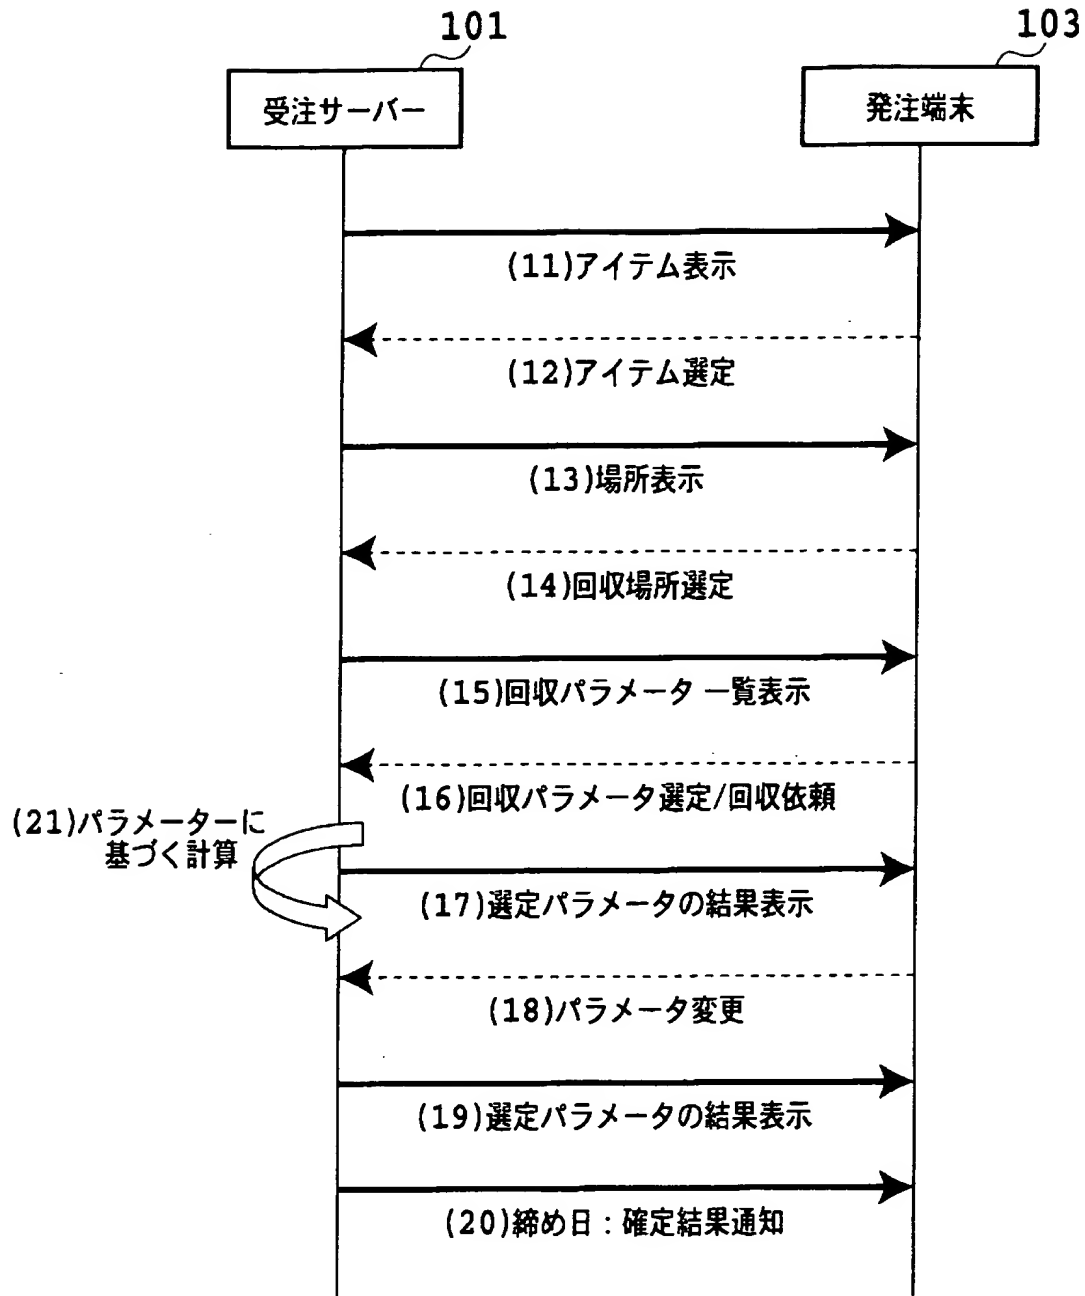 101
103
受注サーバー
発注端末
(11)アイテム表示
(12)アイテム選定
(13)場所表示
(14)回収場所選定
(15)回収パラメータ一覧表示
(16)回収パラメータ選定/回収依頼
(21)パラメーターに
基づく計算
(17)選定パラメータの結果表示
(18)パラメータ変更
(19)選定パラメータの結果表示
(20)締め日:確定結果通知